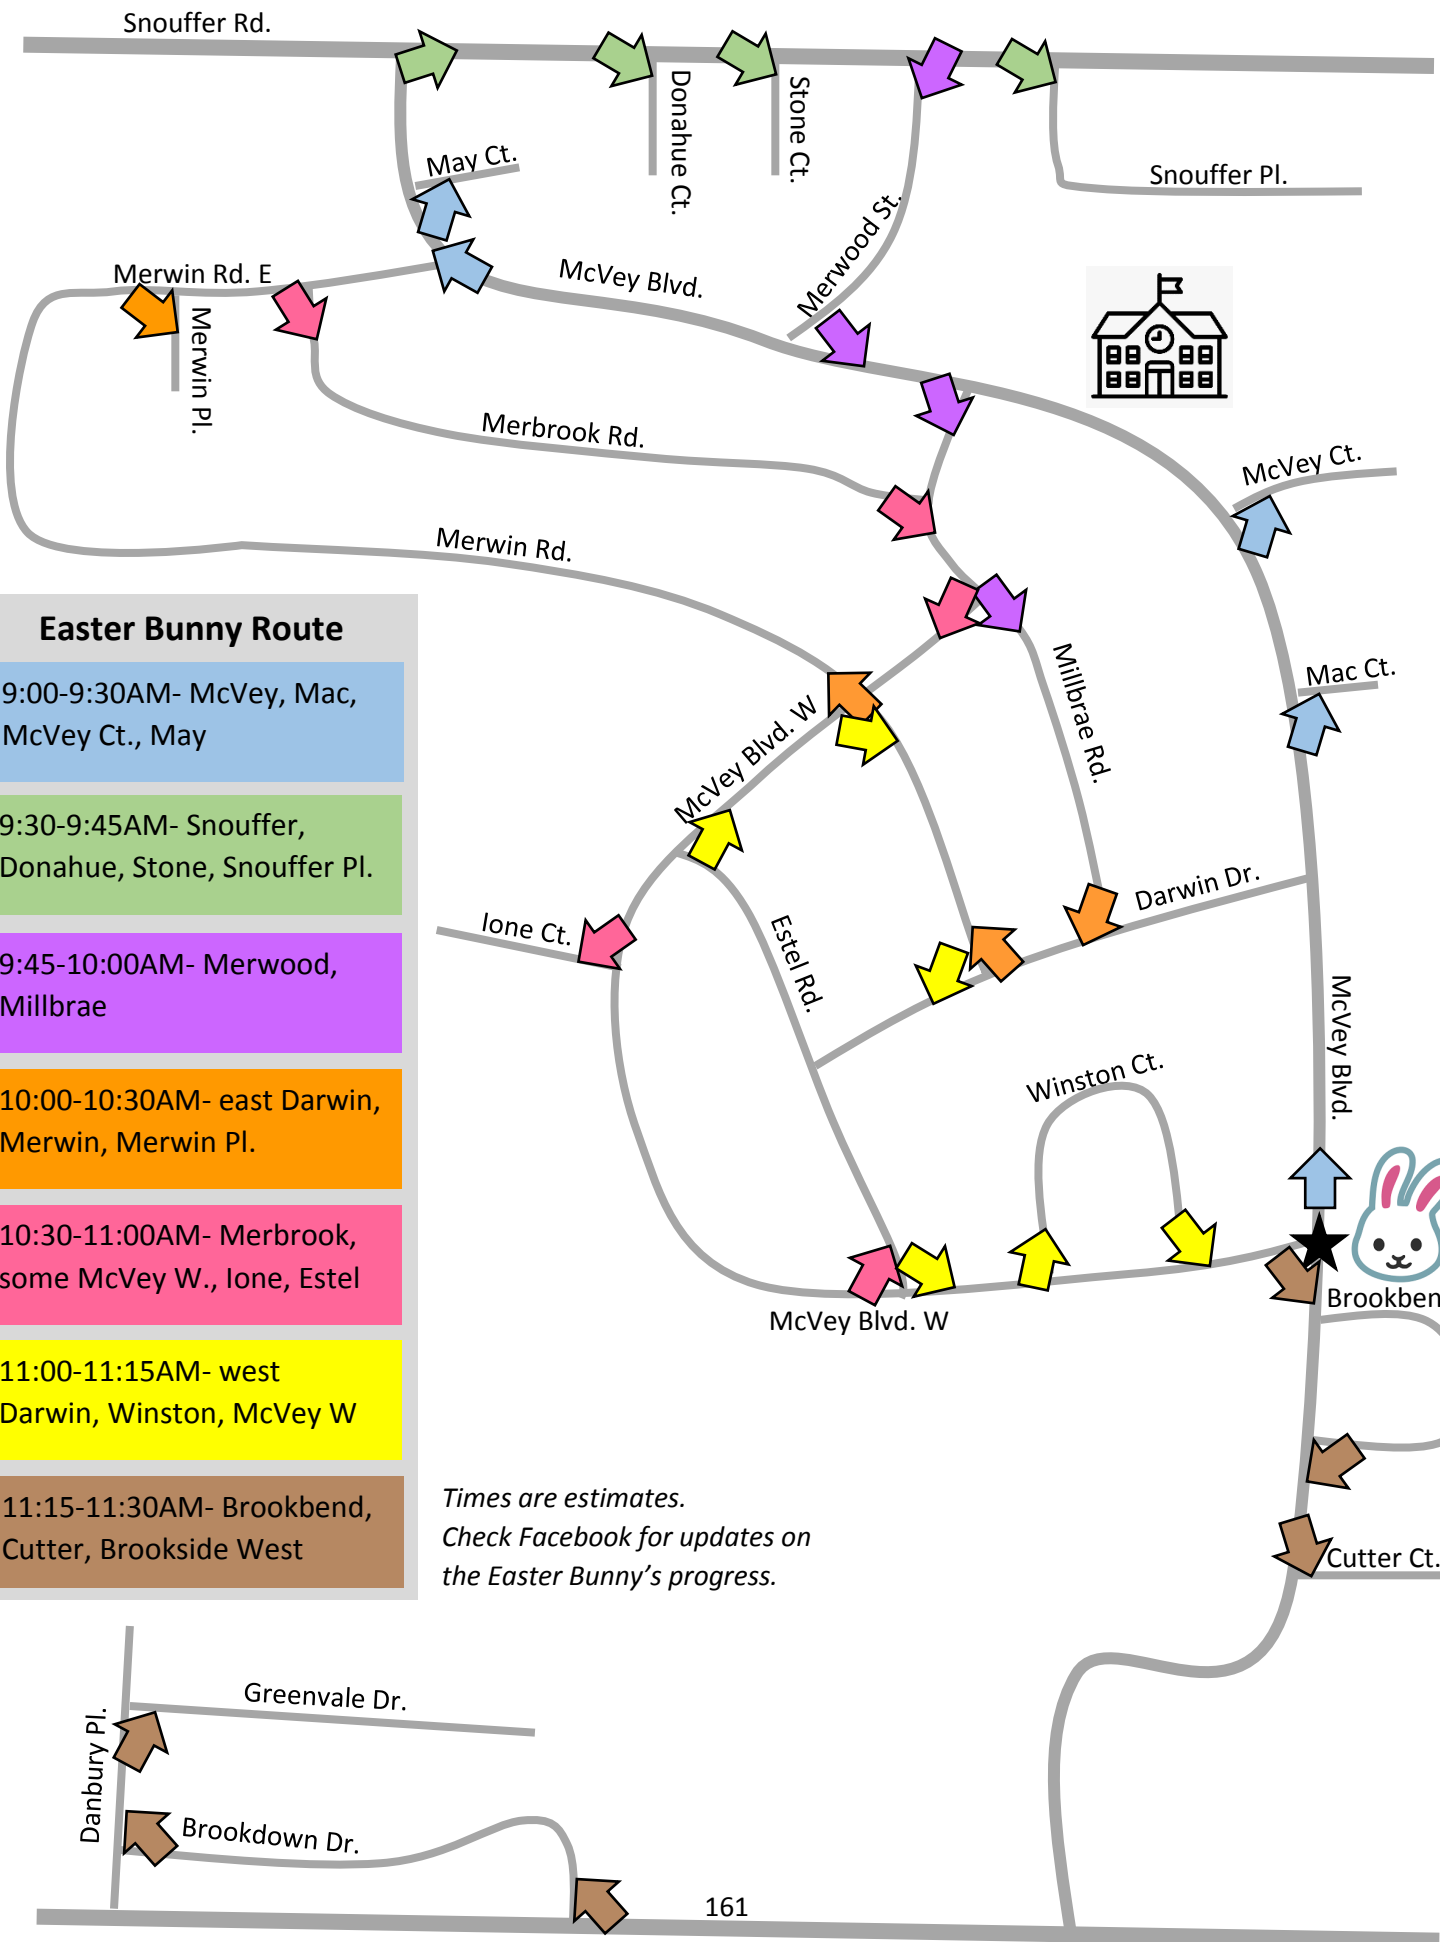 Snouffer Rd.
Donahue Ct.
Stone Ct.
May Ct.
Snouffer Pl.
Merwood St.
Merwin Rd. E
McVey Blvd.
Merwin Pl.
Merbrook Rd.
McVey Ct.
Merwin Rd.
Easter Bunny Route
9:00-9:30AM- McVey, Mac,
McVey Ct., May
9:30-9:45AM- Snouffer,
Donahue, Stone, Snouffer Pl.
9:45-10:00AM- Merwood,
Millbrae
10:00-10:30AM- east Darwin,
Merwin, Merwin Pl.
10:30-11:00AM- Merbrook,
some McVey W., Ione, Estel
11:00-11:15AM- west
Darwin, Winston, McVey W
11:15-11:30AM- Brookbend,
Cutter, Brookside West
Millbrae Rd.
Mac Ct.
McVey Blvd. W
Darwin Dr.
Ione Ct.
Estel Rd.
McVey Blvd.
Winston Ct.
Brookben
McVey Blvd. W
Times are estimates.
Check Facebook for updates on
the Easter Bunny’s progress.
Cutter Ct.
Greenvale Dr.
Danbury Pl.
Brookdown Dr.
161